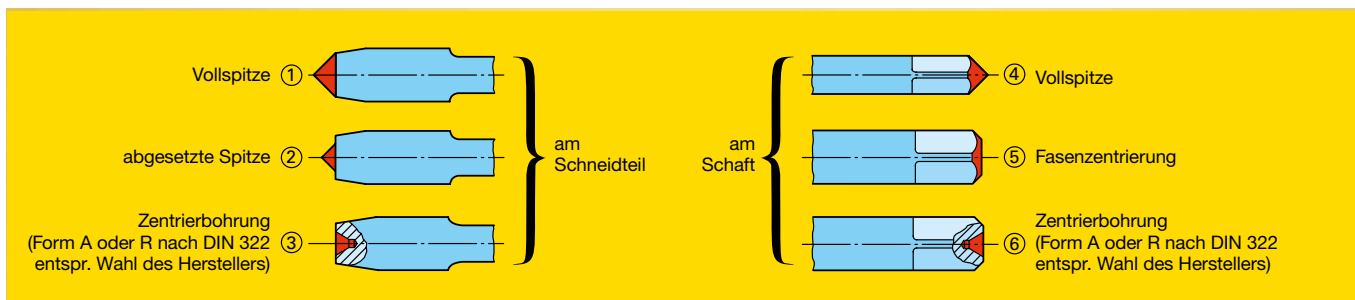 Vollspitze ①
abgesetzte Spitze ②
Zentrierbohrung
(Form A oder R nach DIN 322 ③
entspr. Wahl des Herstellers)
am
Schneidteil
am
Schaft
④ Vollspitze
⑤ Fasenzentrierung
Zentrierbohrung
⑥ (Form A oder R nach DIN 322
entspr. Wahl des Herstellers)